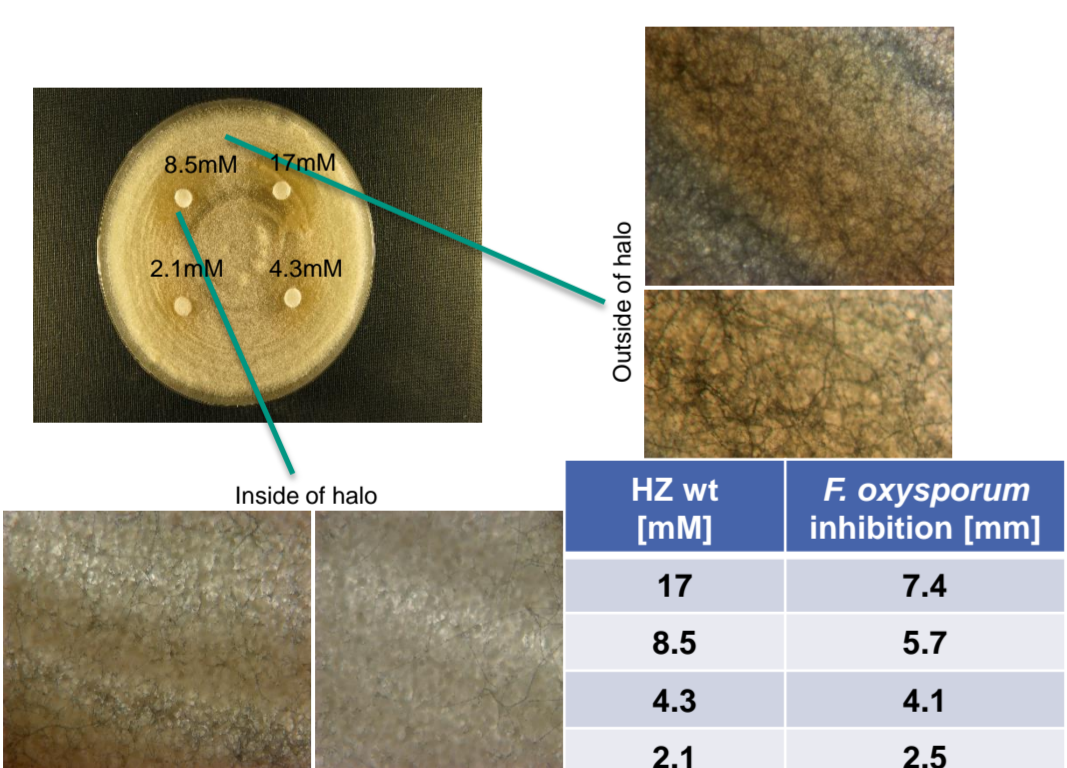 8.5mM 17mM
2.1mM 4.3mM
Outside of halo
Inside of halo
HZ wt [mM]
F. oxysporum inhibition [mm]
17 7.4
8.5 5.7
4.3 4.1
2.1 2.5